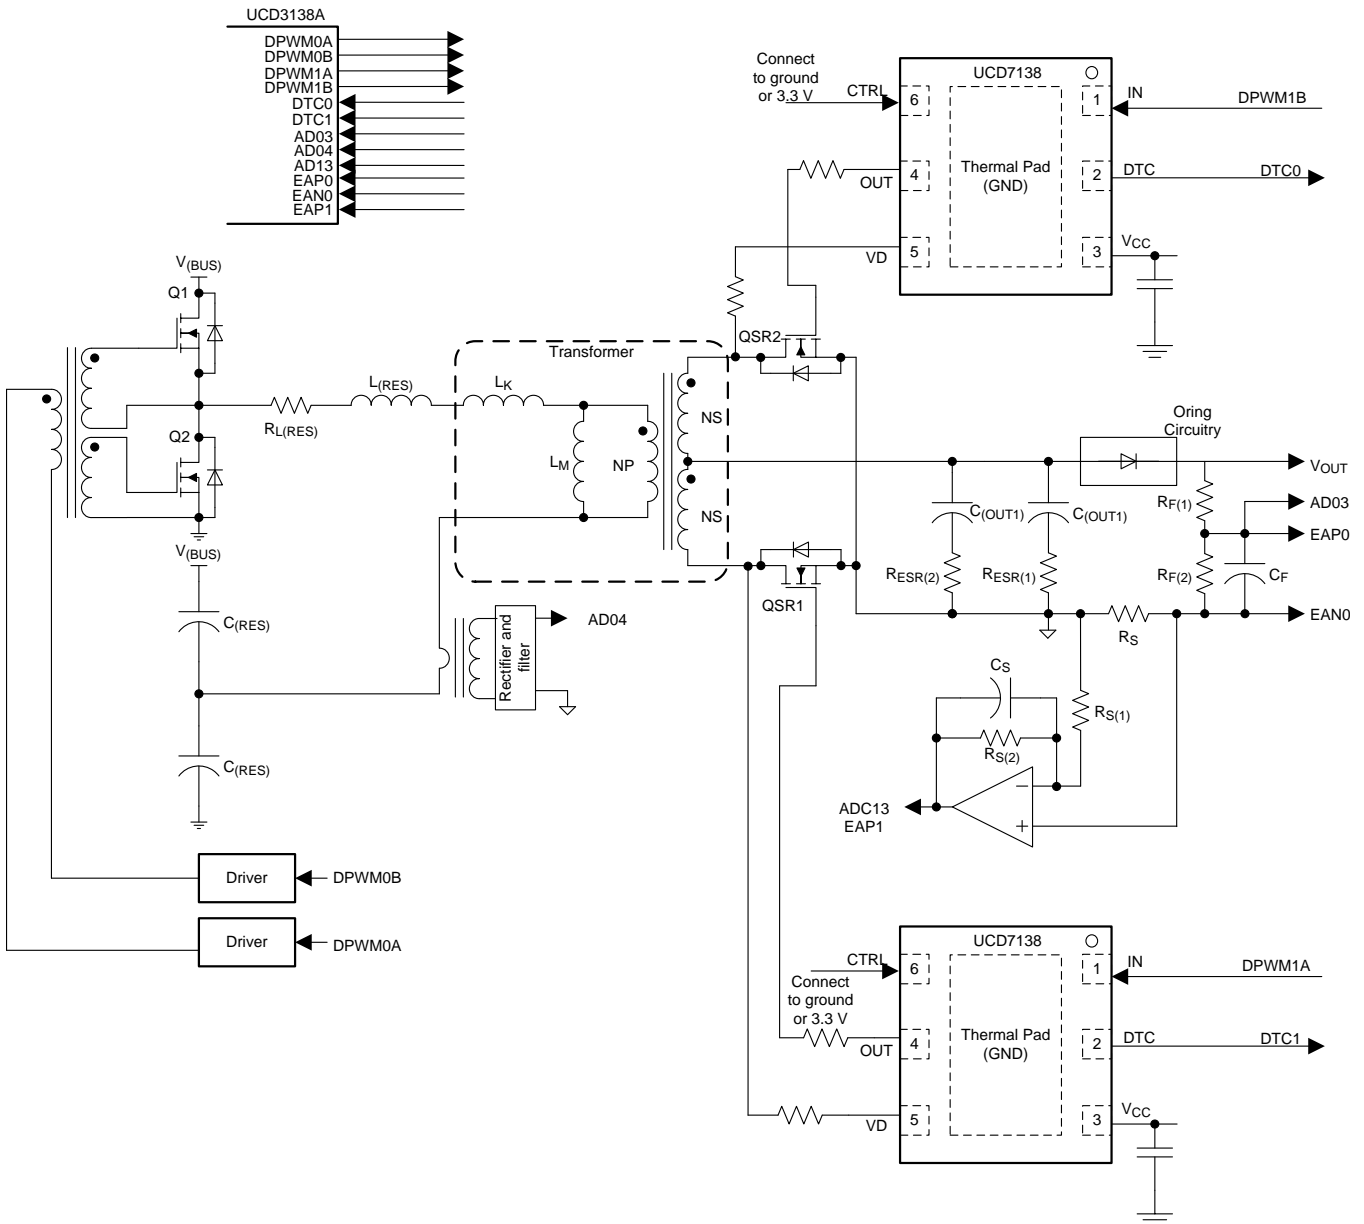 UCD3138A
DPWM0A
DPWM0B
DPWM1A
DPWM1B
DTC0
DTC1
AD03
AD04
AD13
EAP0
EAN0
EAP1
Connect
to ground
or 3.3 V
CTRL
UCD7138
6
1
IN
DPWM1B
Thermal Pad
(GND)
OUT
4
2
DTC
DTC0
VD
5
3
VCC
V(BUS)
Q1
QSR2
Transformer
L(RES)
LK
RL(RES)
NS
Oring
Circuitry
Q2
LM
NP
VOUT
NS
C(OUT1)
C(OUT1)
RF(1)
AD03
EAP0
V(BUS)
RESR(2)
RESR(1)
RF(2)
CF
QSR1
C(RES)
Rectifier and
filter
AD04
RS
EAN0
CS
RS(1)
RS(2)
C(RES)
ADC13
EAP1
−
+
Driver
DPWM0B
Driver
DPWM0A
UCD7138
CTRL
6
1
IN
DPWM1A
Connect
to ground
or 3.3 V
Thermal Pad
(GND)
OUT
4
2
DTC
DTC1
VD
5
3
VCC